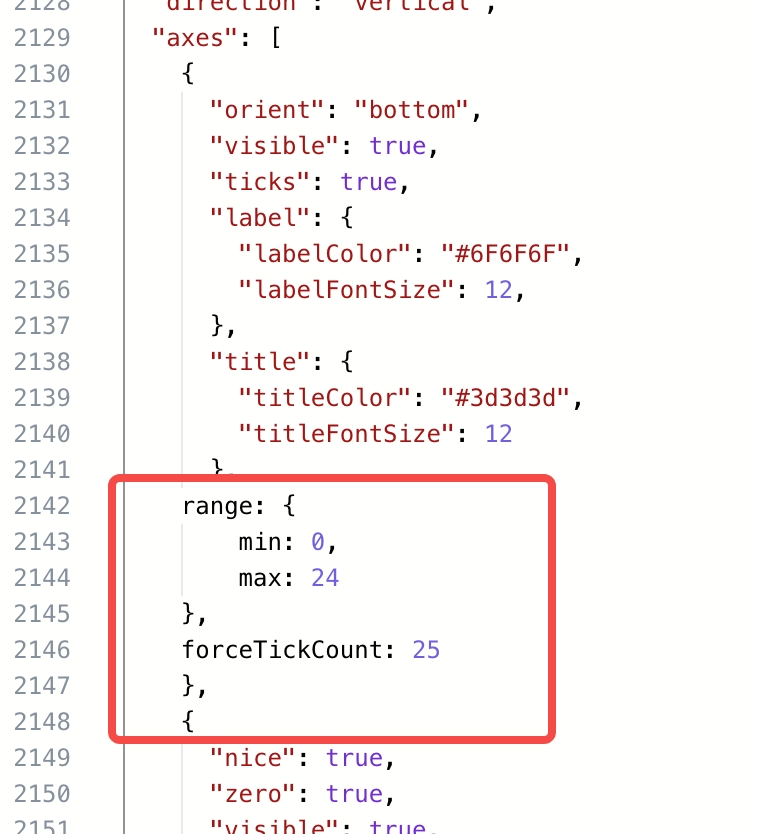 2128 "direction": "vertical",
2129 "axes": [
2130 {
2131 "orient": "bottom",
2132 "visible": true,
2133 "ticks": true,
2134 "label": {
2135 "labelColor": "#6F6F6F",
2136 "labelFontSize": 12,
2137 },
2138 "title": {
2139 "titleColor": "#3d3d3d",
2140 "titleFontSize": 12
2141 },
2142 range: {
2143 min: 0,
2144 max: 24
2145 },
2146 forceTickCount: 25
2147 },
2148 {
2149 "nice": true,
2150 "zero": true,
2151 "visible": true,